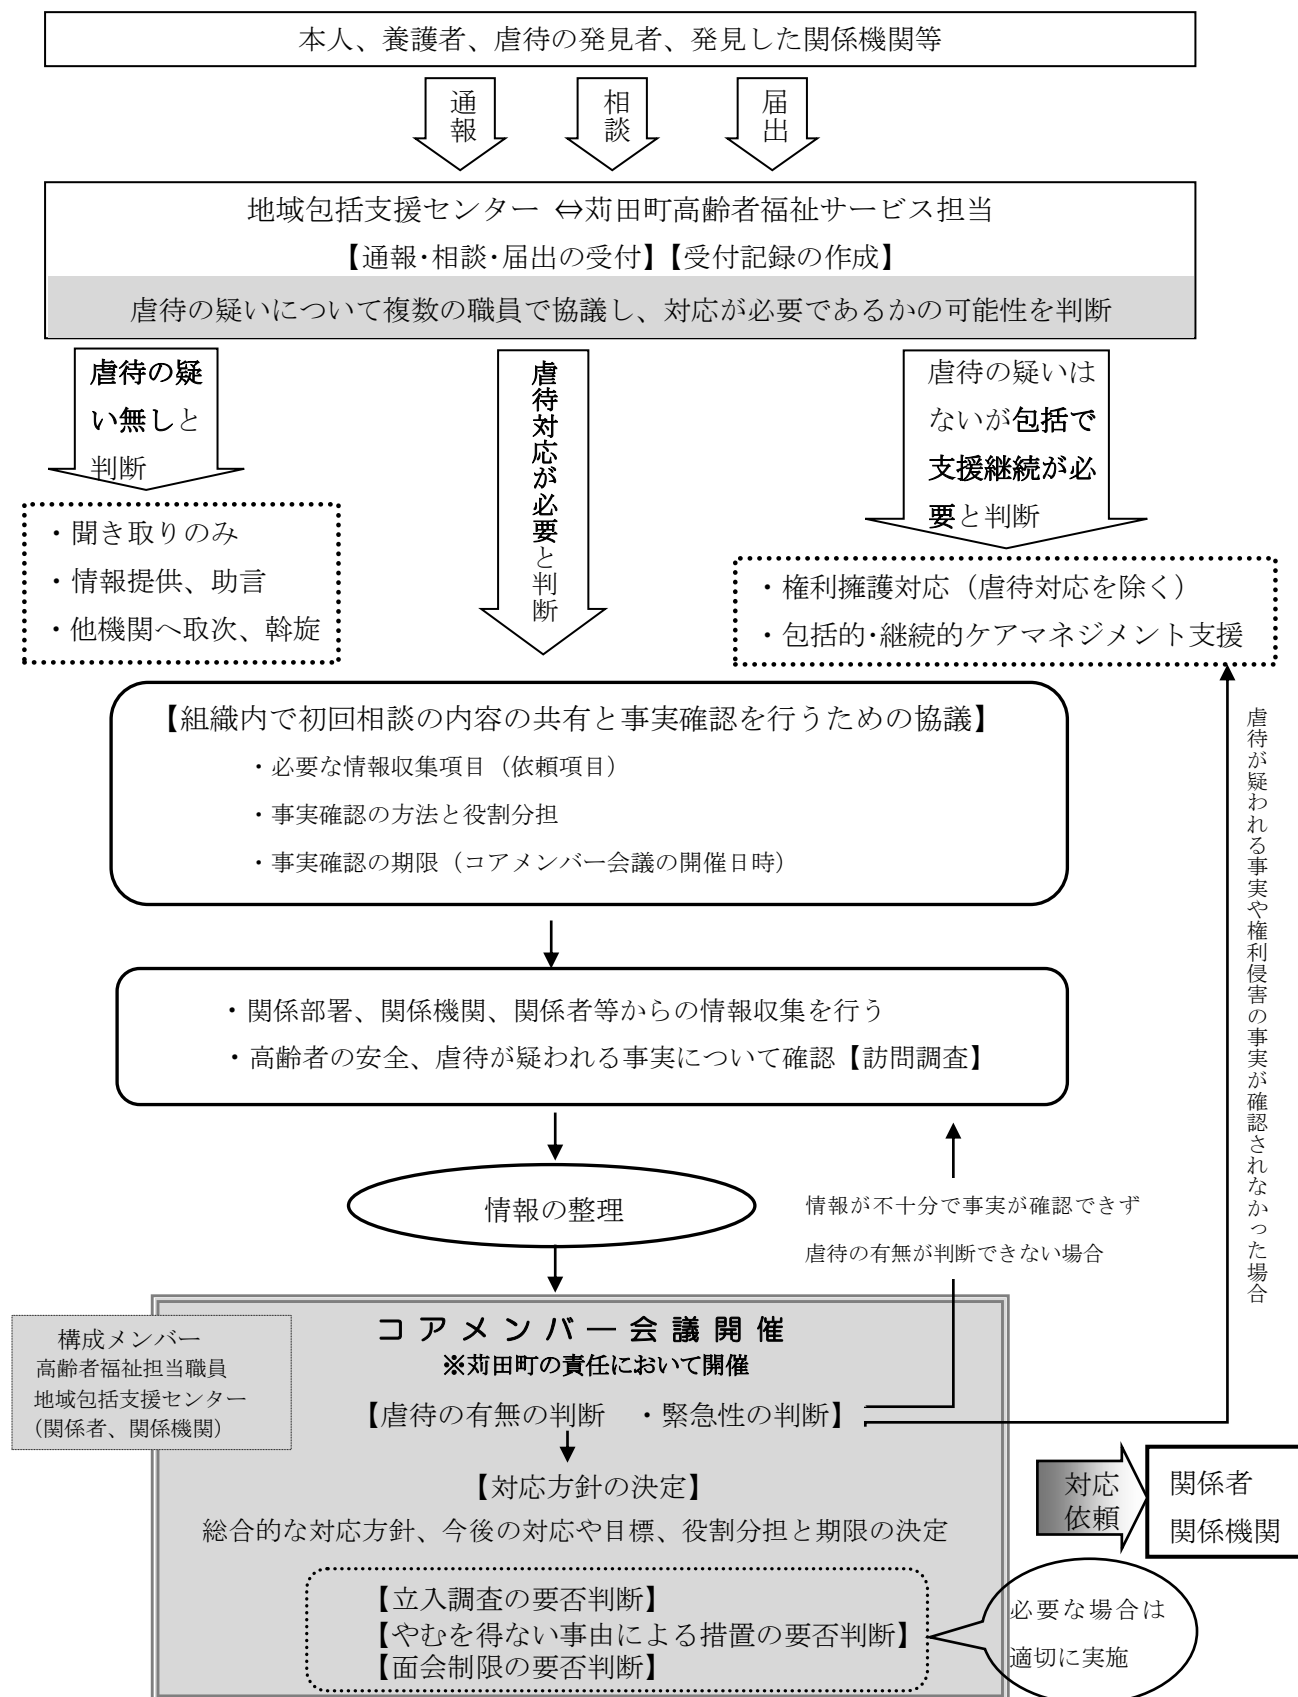 本人、養護者、虐待の発見者、発見した関係機関等
通報
相談
届出
地域包括支援センター ⇔苅田町高齢者福祉サービス担当
【通報･相談･届出の受付】【受付記録の作成】
虐待の疑いについて複数の職員で協議し、対応が必要であるかの可能性を判断
虐待の疑
い無しと
判断
虐待対応が必要と判断
虐待の疑いは
ないが包括で
支援継続が必
要と判断
・聞き取りのみ
・情報提供、助言
・他機関へ取次、斡旋
・権利擁護対応（虐待対応を除く）
・包括的･継続的ケアマネジメント支援
【組織内で初回相談の内容の共有と事実確認を行うための協議】
・必要な情報収集項目（依頼項目）
・事実確認の方法と役割分担
・事実確認の期限（コアメンバー会議の開催日時）
虐待が疑われる事実や権利侵害の事実が確認されなかった場合
・関係部署、関係機関、関係者等からの情報収集を行う
・高齢者の安全、虐待が疑われる事実について確認【訪問調査】
情報の整理
情報が不十分で事実が確認できず
虐待の有無が判断できない場合
コアメンバー会議開催
※苅田町の責任において開催
構成メンバー
高齢者福祉担当職員
地域包括支援センター
(関係者、関係機関)
【虐待の有無の判断　・緊急性の判断】
【対応方針の決定】
総合的な対応方針、今後の対応や目標、役割分担と期限の決定
対応
依頼
関係者
関係機関
【立入調査の要否判断】
【やむを得ない事由による措置の要否判断】
【面会制限の要否判断】
必要な場合は
適切に実施